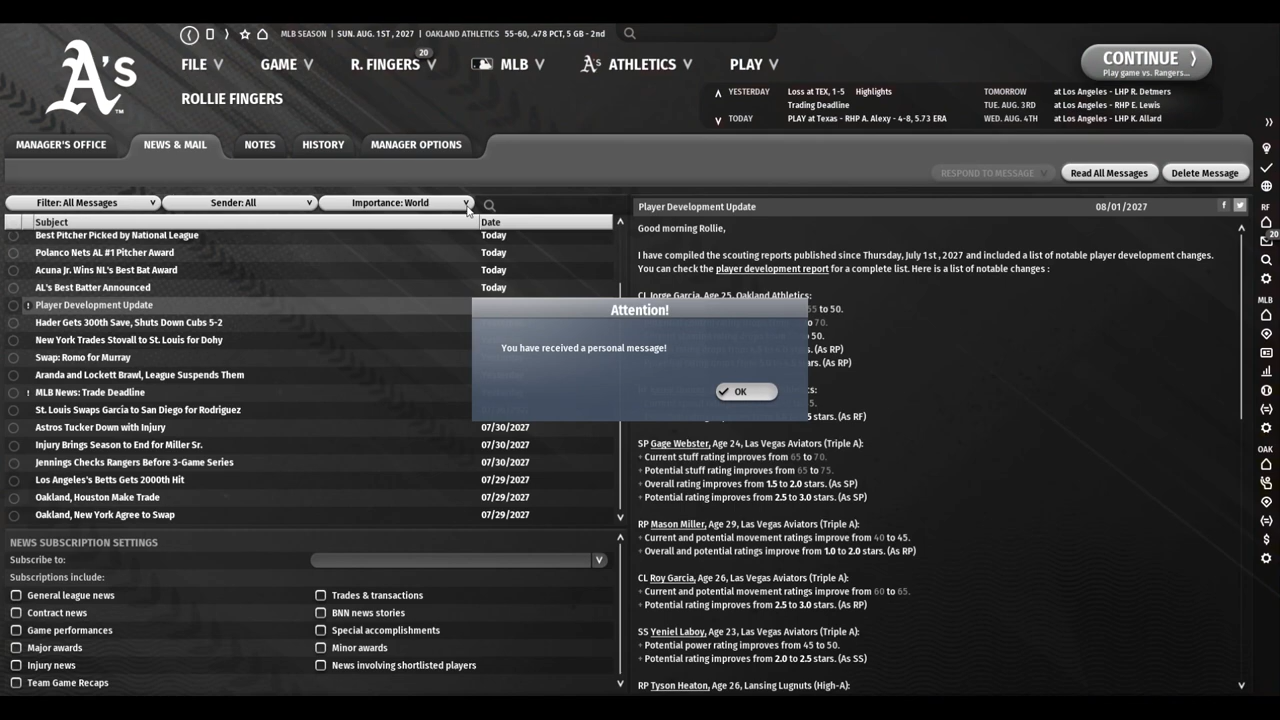 MLB SEASON | SUN. AUG. 1ST , 2027 | OAKLAND ATHLETICS 55-60, .478 PCT, 5 GB - 2nd
A's
FILE
GAME
R. FINGERS
20
MLB
ATHLETICS
PLAY
CONTINUE
Play game vs. Rangers...
ROLLIE FINGERS
YESTERDAY Loss at TEX, 1-5 Highlights
Trading Deadline
TODAY PLAY at Texas - RHP A. Alexy - 4-8, 5.73 ERA
TOMORROW at Los Angeles - LHP R. Detmers
TUE. AUG. 3RD at Los Angeles - RHP E. Lewis
WED. AUG. 4TH at Los Angeles - LHP K. Allard
MANAGER'S OFFICE
NEWS & MAIL
NOTES
HISTORY
MANAGER OPTIONS
RESPOND TO MESSAGE
Read All Messages
Delete Message
Filter: All Messages
Sender: All
Importance: World
Subject Date
Best Pitcher Picked by National League Today
Polanco Nets AL #1 Pitcher Award Today
Acuna Jr. Wins NL's Best Bat Award Today
AL's Best Batter Announced Today
! Player Development Update
Hader Gets 300th Save, Shuts Down Cubs 5-2
New York Trades Stovall to St. Louis for Dohy
Swap: Romo for Murray
Aranda and Lockett Brawl, League Suspends Them
! MLB News: Trade Deadline
St. Louis Swaps Garcia to San Diego for Rodriguez
Astros Tucker Down with Injury 07/30/2027
Injury Brings Season to End for Miller Sr. 07/30/2027
Jennings Checks Rangers Before 3-Game Series 07/30/2027
Los Angeles's Betts Gets 2000th Hit 07/29/2027
Oakland, Houston Make Trade 07/29/2027
Oakland, New York Agree to Swap 07/29/2027
NEWS SUBSCRIPTION SETTINGS
Subscribe to:
Subscriptions include:
General league news
Trades & transactions
Contract news
BNN news stories
Game performances
Special accomplishments
Major awards
Minor awards
Injury news
News involving shortlisted players
Team Game Recaps
Attention!
You have received a personal message!
OK
Player Development Update 08/01/2027
Good morning Rollie,
I have compiled the scouting reports published since Thursday, July 1st , 2027 and included a list of notable player development changes.
You can check the player development report for a complete list. Here is a list of notable changes :
CL Jorge Garcia, Age 25, Oakland Athletics:
to 50.
to 70.
50.
(As RP)
(As RP)
stars. (As RF)
SP Gage Webster, Age 24, Las Vegas Aviators (Triple A):
+ Current stuff rating improves from 65 to 70.
+ Potential stuff rating improves from 65 to 75.
+ Overall rating improves from 1.5 to 2.0 stars. (As SP)
+ Potential rating improves from 2.5 to 3.0 stars. (As SP)
RP Mason Miller, Age 29, Las Vegas Aviators (Triple A):
+ Current and potential movement ratings improve from 40 to 45.
+ Overall and potential ratings improve from 1.0 to 2.0 stars. (As RP)
CL Roy Garcia, Age 26, Las Vegas Aviators (Triple A):
+ Current and potential movement ratings improve from 60 to 65.
+ Potential rating improves from 2.5 to 3.0 stars. (As RP)
SS Yeniel Laboy, Age 23, Las Vegas Aviators (Triple A):
+ Potential power rating improves from 45 to 50.
+ Potential rating improves from 2.0 to 2.5 stars. (As SS)
RP Tyson Heaton, Age 26, Lansing Lugnuts (High-A):
RF
20
MLB
OAK